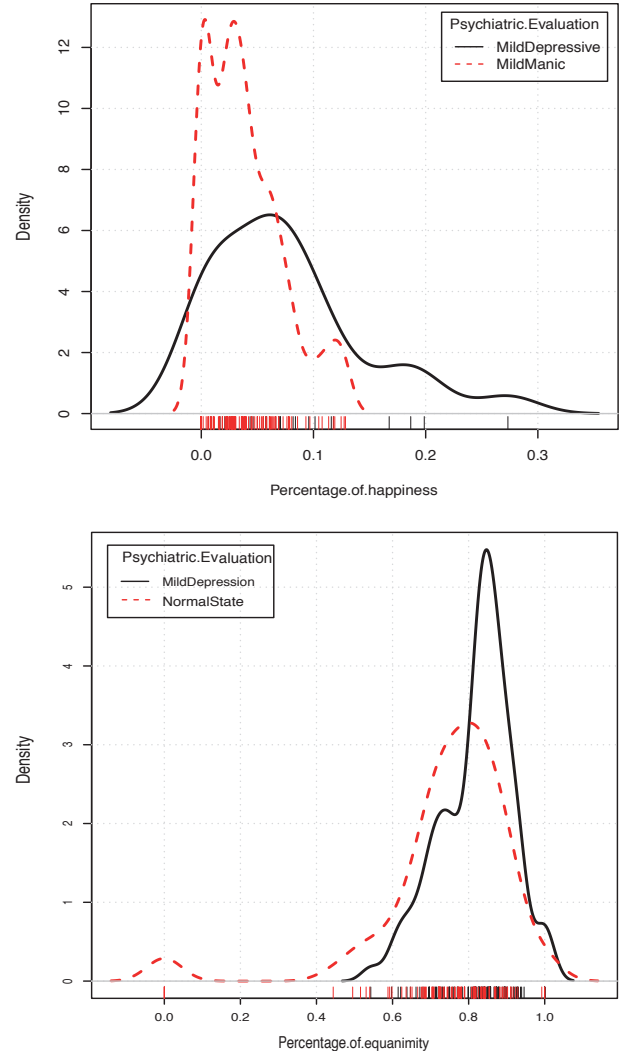 Psychiatric.Evaluation
MildDepressive
MildManic
12
10
8
6
4
2
0
Density
0.0 0.1 0.2 0.3
Percentage.of.happiness
Psychiatric.Evaluation
MildDepression
NormalState
5
4
3
2
1
0
Density
0.0 0.2 0.4 0.6 0.8 1.0
Percentage.of.equanimity